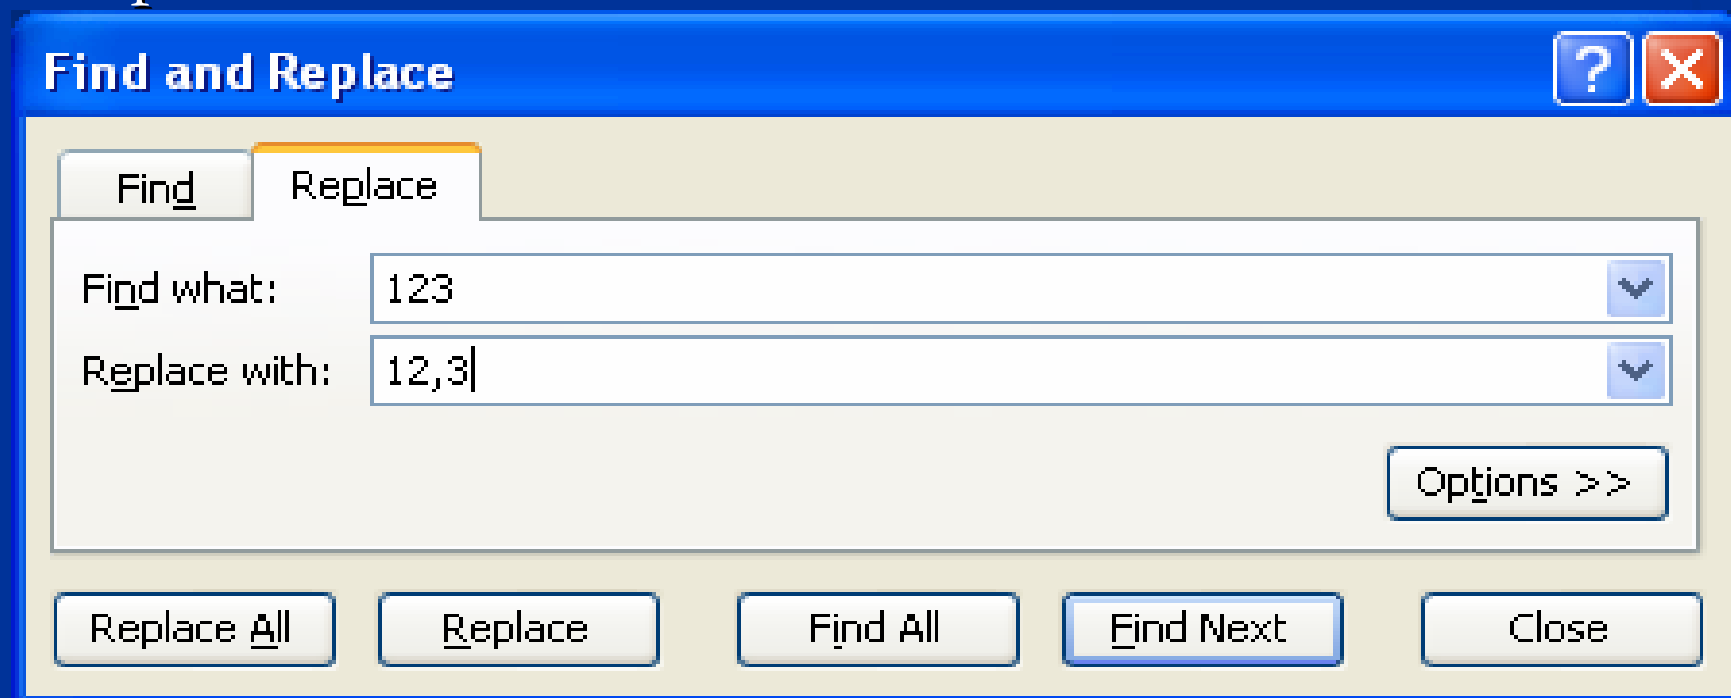 Find and Replace
Find Replace
Find what: 123
Replace with: 12,3
Options >>
Replace All Replace Find All Find Next Close